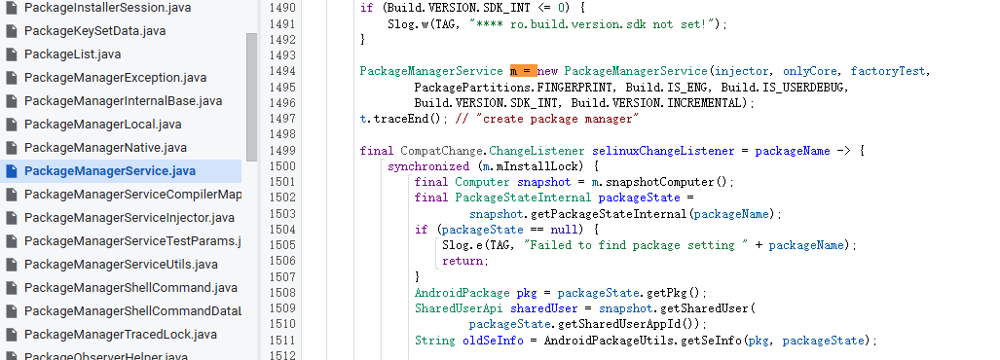 PackageInstallerSession.java
PackageKeySetData.java
PackageList.java
PackageManagerException.java
PackageManagerInternalBase.java
PackageManagerLocal.java
PackageManagerNative.java
PackageManagerService.java
PackageManagerServiceCompilerMap
PackageManagerServiceInjector.java
PackageManagerServiceTestParams.j
PackageManagerServiceUtils.java
PackageManagerShellCommand.java
PackageManagerShellCommandDataL
PackageManagerTracedLock.java
PackageObserverHelper.java
1490 if (Build.VERSION.SDK_INT <= 0) {
1491 Slog.w(TAG, "**** ro.build.version.sdk not set!");
1492 }
1493
1494 PackageManagerService m = new PackageManagerService(injector, onlyCore, factoryTest,
1495 PackagePartitions.FINGERPRINT, Build.IS_ENG, Build.IS_USERDEBUG,
1496 Build.VERSION.SDK_INT, Build.VERSION.INCREMENTAL);
1497 t.traceEnd(); // "create package manager"
1498
1499 final CompatChange.ChangeListener selinuxChangeListener = packageName -> {
1500 synchronized (m.mInstallLock) {
1501 final Computer snapshot = m.snapshotComputer();
1502 final PackageStateInternal packageState =
1503 snapshot.getPackageStateInternal(packageName);
1504 if (packageState == null) {
1505 Slog.e(TAG, "Failed to find package setting " + packageName);
1506 return;
1507 }
1508 AndroidPackage pkg = packageState.getPkg();
1509 SharedUserApi sharedUser = snapshot.getSharedUser(
1510 packageState.getSharedUserAppId());
1511 String oldSeInfo = AndroidPackageUtils.getSeInfo(pkg, packageState);
1512